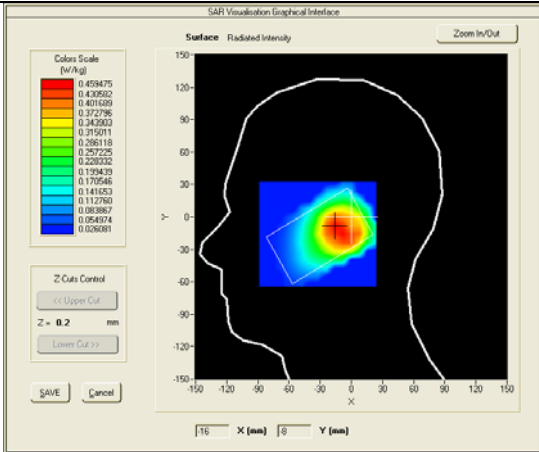 SAR Visualisation Graphical Interface
Surface Radiated Intensity
Zoom In/Out
Colors Scale
(W/kg)
0.459475
0.430582
0.401689
0.372796
0.343903
0.315011
0.286118
0.257225
0.228332
0.199439
0.170546
0.141653
0.112760
0.083867
0.054974
0.026081
Z-Cuts Control
<< Upper Cut
Z = 0.2 mm
Lower Cut >>
SAVE Cancel
150
120
90
60
30
0
-30
-60
-90
-120
-150
Y
-150 -120 -90 -60 -30 0 30 60 90 120 150
X
-16 X (mm) -8 Y (mm)